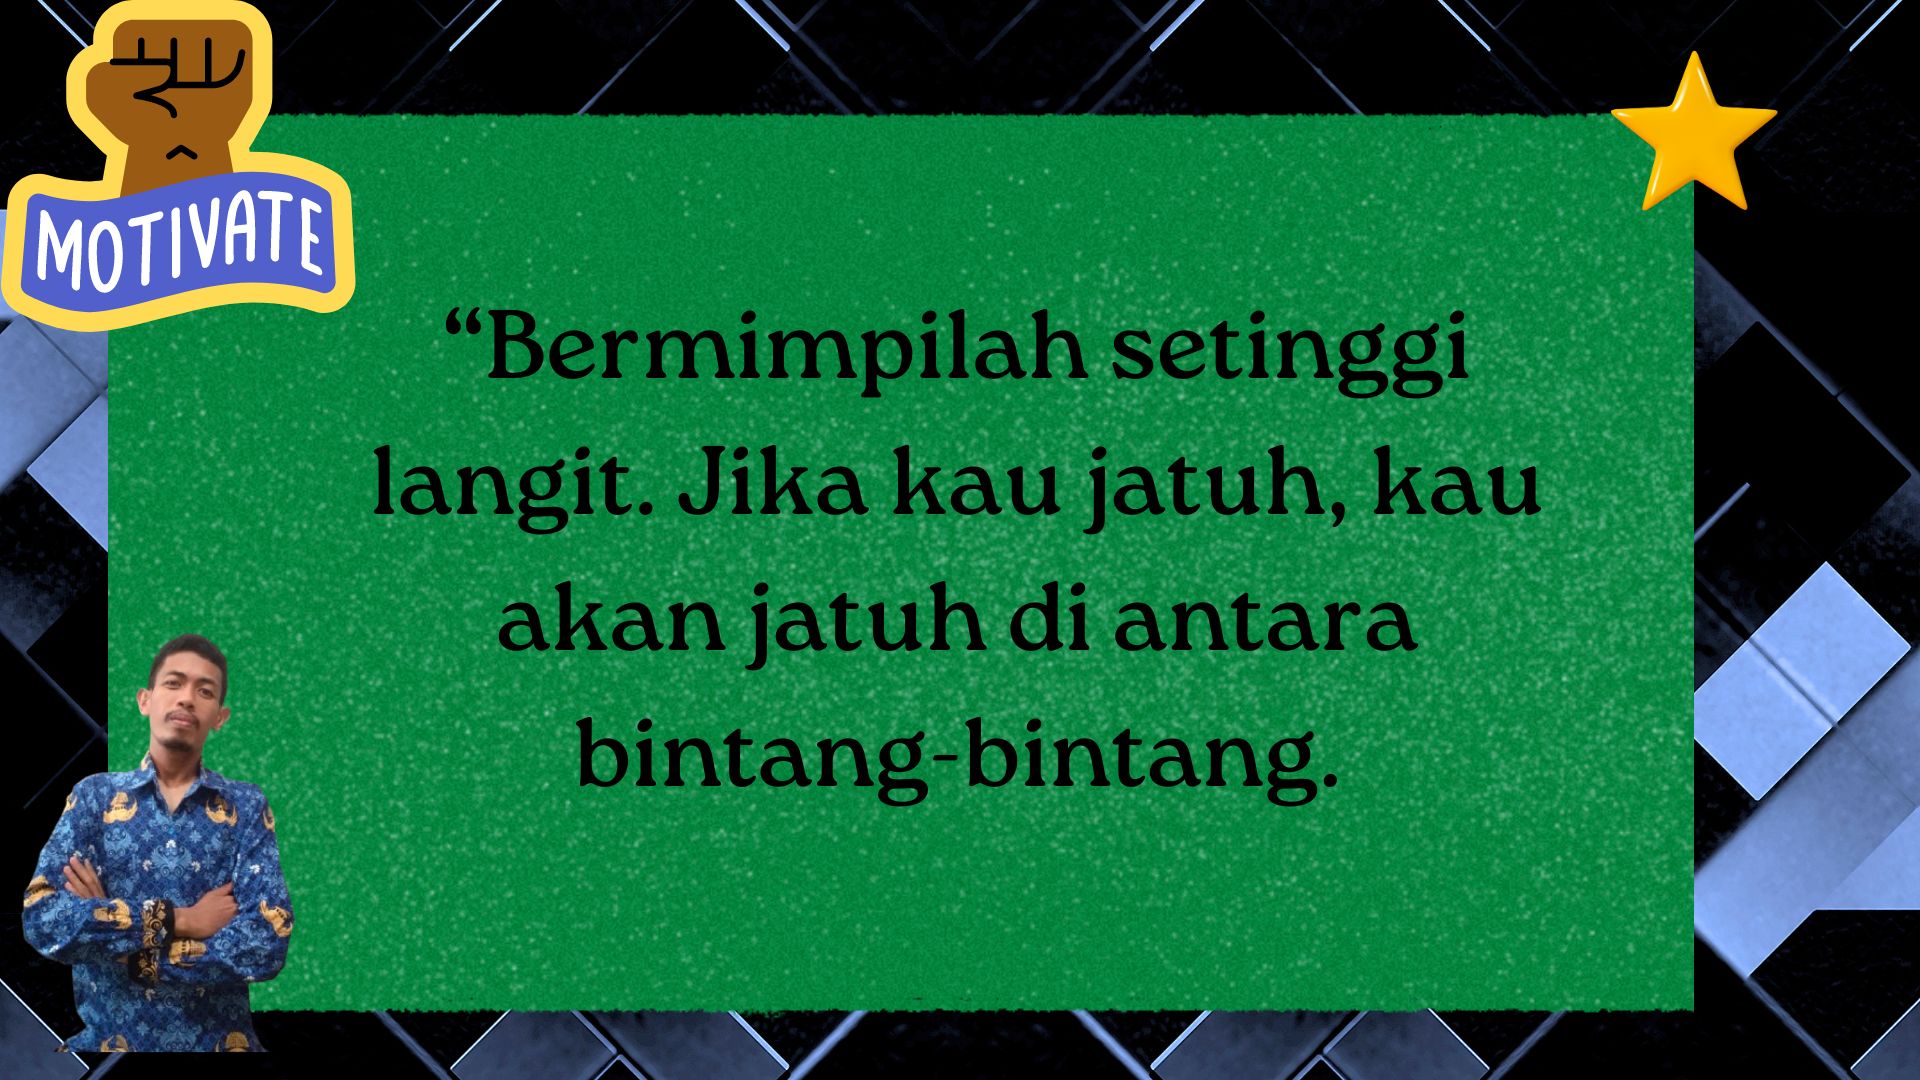 MOTIVATE
“Bermimpilah setinggi
langit. Jika kau jatuh, kau
akan jatuh di antara
bintang-bintang.